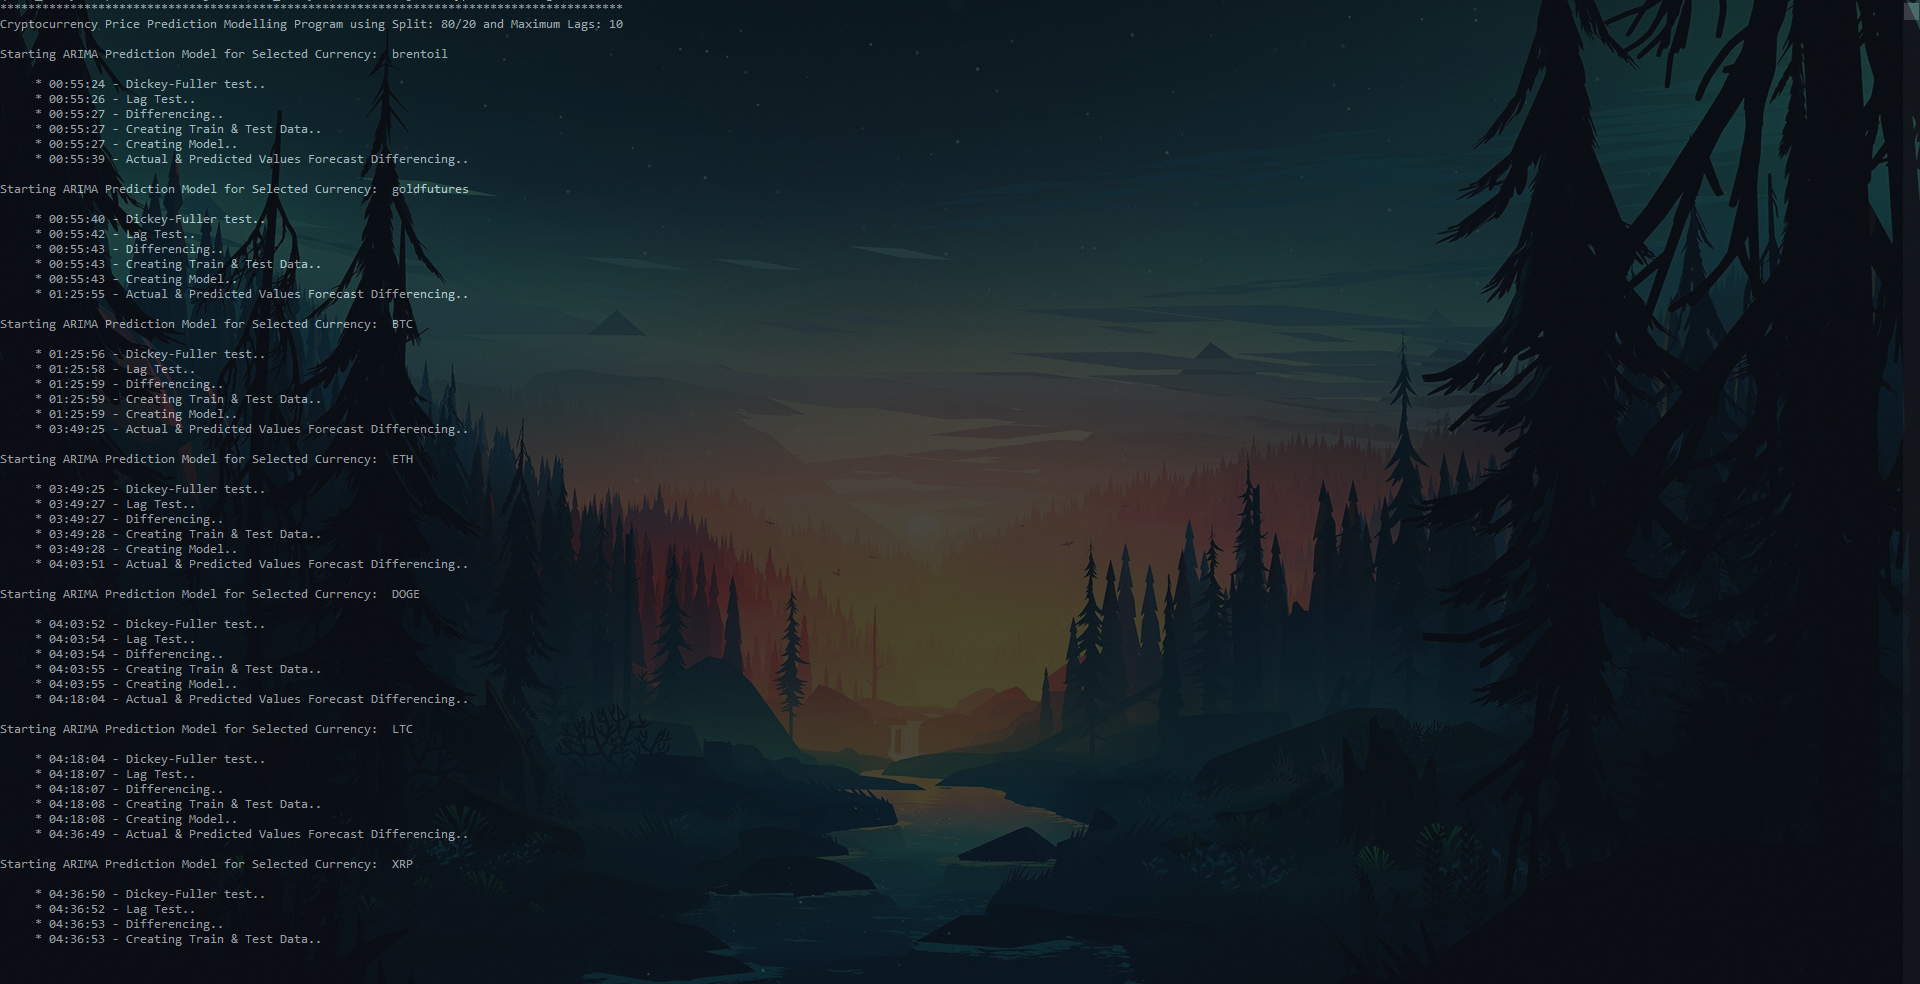 *****************************************************************************************
Cryptocurrency Price Prediction Modelling Program using Split: 80/20 and Maximum Lags: 10
Starting ARIMA Prediction Model for Selected Currency:  brentoil
* 00:55:24 - Dickey-Fuller test..
* 00:55:26 - Lag Test..
* 00:55:27 - Differencing..
* 00:55:27 - Creating Train & Test Data..
* 00:55:27 - Creating Model..
* 00:55:39 - Actual & Predicted Values Forecast Differencing..
Starting ARIMA Prediction Model for Selected Currency:  goldfutures
* 00:55:40 - Dickey-Fuller test..
* 00:55:42 - Lag Test..
* 00:55:43 - Differencing..
* 00:55:43 - Creating Train & Test Data..
* 00:55:43 - Creating Model..
* 01:25:55 - Actual & Predicted Values Forecast Differencing..
Starting ARIMA Prediction Model for Selected Currency:  BTC
* 01:25:56 - Dickey-Fuller test..
* 01:25:58 - Lag Test..
* 01:25:59 - Differencing..
* 01:25:59 - Creating Train & Test Data..
* 01:25:59 - Creating Model..
* 03:49:25 - Actual & Predicted Values Forecast Differencing..
Starting ARIMA Prediction Model for Selected Currency:  ETH
* 03:49:25 - Dickey-Fuller test..
* 03:49:27 - Lag Test..
* 03:49:27 - Differencing..
* 03:49:28 - Creating Train & Test Data..
* 03:49:28 - Creating Model..
* 04:03:51 - Actual & Predicted Values Forecast Differencing..
Starting ARIMA Prediction Model for Selected Currency:  DOGE
* 04:03:52 - Dickey-Fuller test..
* 04:03:54 - Lag Test..
* 04:03:54 - Differencing..
* 04:03:55 - Creating Train & Test Data..
* 04:03:55 - Creating Model..
* 04:18:04 - Actual & Predicted Values Forecast Differencing..
Starting ARIMA Prediction Model for Selected Currency:  LTC
* 04:18:04 - Dickey-Fuller test..
* 04:18:07 - Lag Test..
* 04:18:07 - Differencing..
* 04:18:08 - Creating Train & Test Data..
* 04:18:08 - Creating Model..
* 04:36:49 - Actual & Predicted Values Forecast Differencing..
Starting ARIMA Prediction Model for Selected Currency:  XRP
* 04:36:50 - Dickey-Fuller test..
* 04:36:52 - Lag Test..
* 04:36:53 - Differencing..
* 04:36:53 - Creating Train & Test Data..